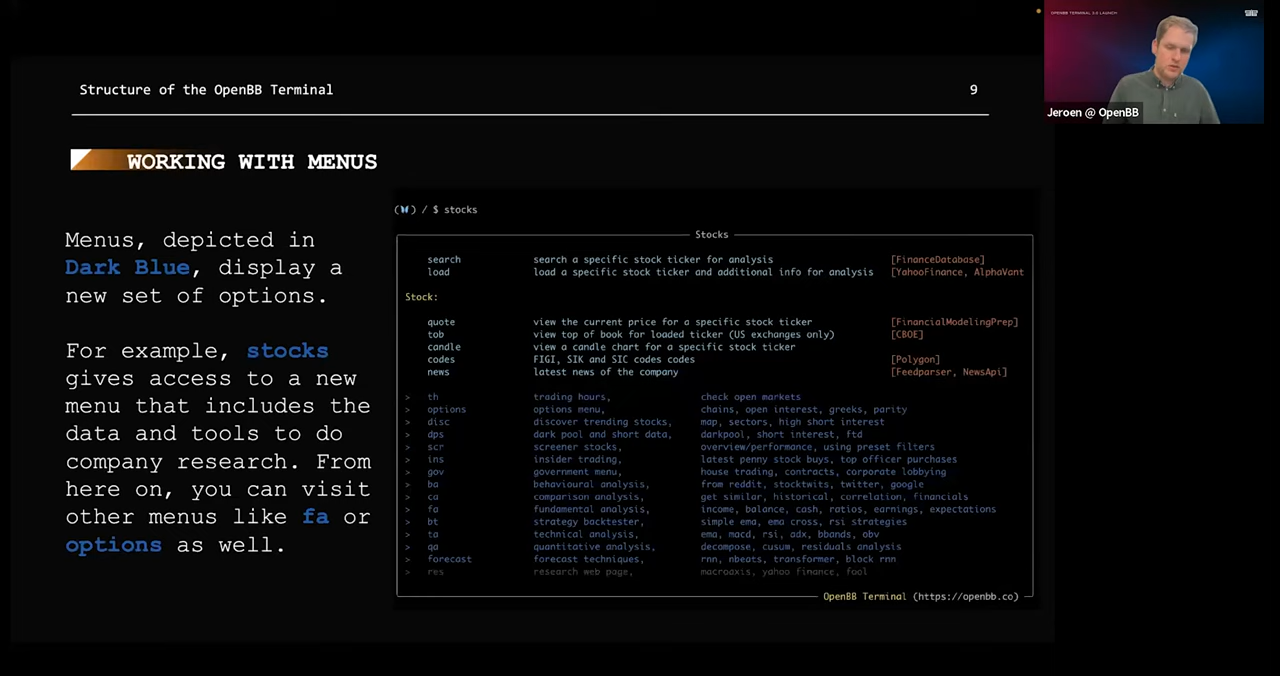 OPENBB TERMINAL 2.0 LAUNCH
Structure of the OpenBB Terminal 9
WORKING WITH MENUS
Menus, depicted in
Dark Blue, display a
new set of options.
For example, stocks
gives access to a new
menu that includes the
data and tools to do
company research. From
here on, you can visit
other menus like fa or
options as well.
/ $ stocks
Stocks
search search a specific stock ticker for analysis [FinanceDatabase]
load load a specific stock ticker and additional info for analysis [YahooFinance, AlphaVant
Stock:
quote view the current price for a specific stock ticker [FinancialModelingPrep]
tob view top of book for loaded ticker (US exchanges only) [CBOE]
candle view a candle chart for a specific stock ticker
codes FIGI, SIK and SIC codes codes [Polygon]
news latest news of the company [Feedparser, NewsApi]
> th trading hours, check open markets
> options options menu, chains, open interest, greeks, parity
> disc discover trending stocks, map, sectors, high short interest
> dps dark pool and short data, darkpool, short interest, ftd
> scr screener stocks, overview/performance, using preset filters
> ins insider trading, latest penny stock buys, top officer purchases
> gov government menu, house trading, contracts, corporate lobbying
> ba behavioural analysis, from reddit, stocktwits, twitter, google
> ca comparison analysis, get similar, historical, correlation, financials
> fa fundamental analysis, income, balance, cash, ratios, earnings, expectations
> bt strategy backtester, simple ema, ema cross, rsi strategies
> ta technical analysis, ema, macd, rsi, adx, bbands, obv
> qa quantitative analysis, decompose, cusum, residuals analysis
> forecast forecast techniques, rnn, nbeats, transformer, block rnn
> res research web page, macroaxis, yahoo finance, fool
OpenBB Terminal (https://openbb.co)
Jeroen @ OpenBB